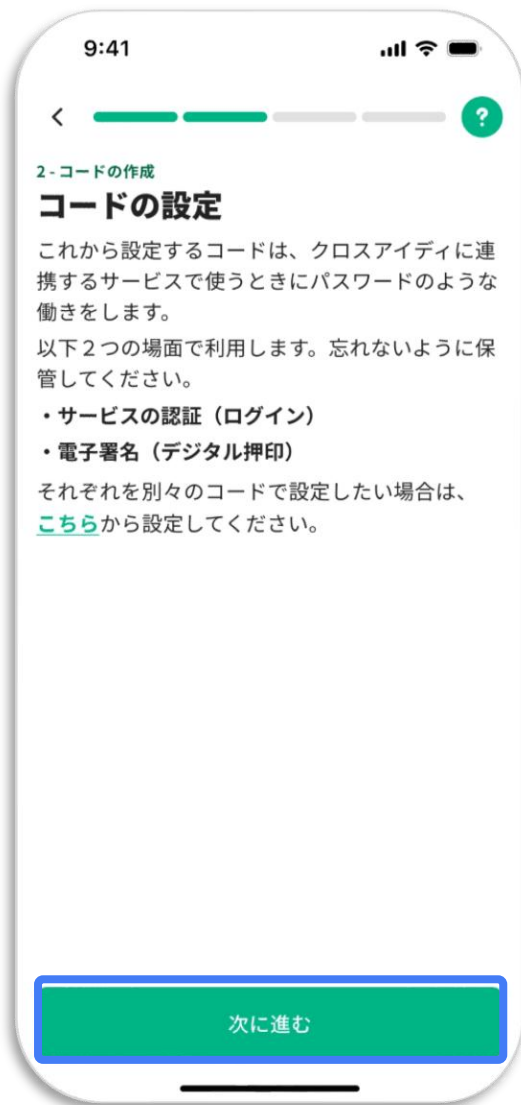 9:41
?
2-コードの作成
コードの設定
これから設定するコードは、クロスアイディに連
携するサービスで使うときにパスワードのような
働きをします。
以下２つの場面で利用します。忘れないように保
管してください。
・サービスの認証（ログイン）
・電子署名（デジタル押印）
それぞれを別々のコードで設定したい場合は、
こちらから設定してください。
次に進む